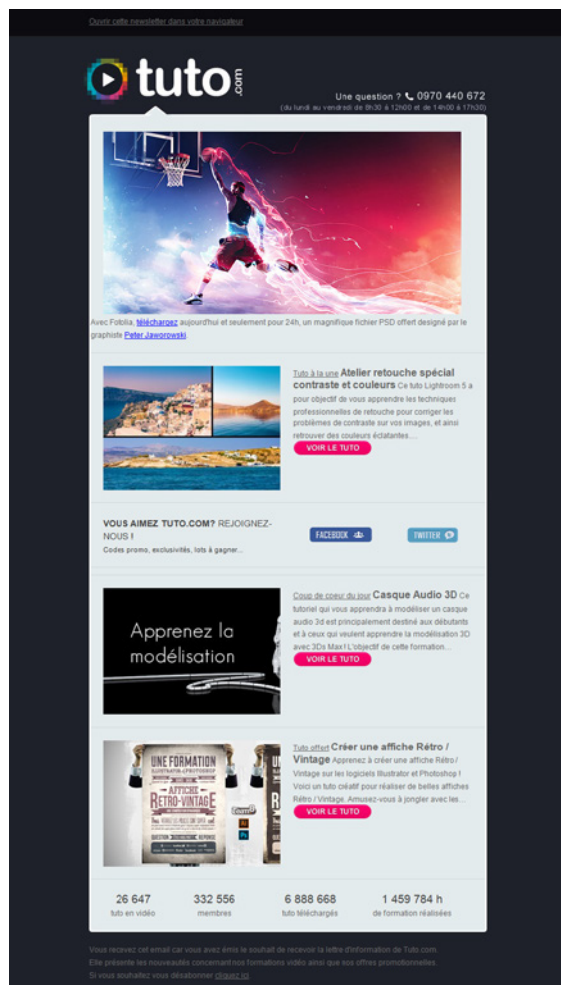 Ouvrir cette newsletter dans votre navigateur
tuto.com
Une question ? 0970 440 672
(du lundi au vendredi de 9h30 à 12h00 et de 14h00 à 17h30)
Avec Fotolia, téléchargez aujourd'hui et seulement pour 24h, un magnifique fichier PSD offert designé par le
graphiste Peter Jaworowski.
Tuto à la une Atelier retouche spécial
contraste et couleurs Ce tuto Lightroom 5 a
pour objectif de vous apprendre les techniques
professionnelles de retouche pour corriger les
problèmes de contraste sur vos images, et ainsi
retrouver des couleurs éclatantes....
VOIR LE TUTO
VOUS AIMEZ TUTO.COM? REJOIGNEZ-
NOUS !
Codes promo, exclusivités, lots à gagner...
FACEBOOK
TWITTER
Apprenez la
modélisation
Coup de coeur du jour Casque Audio 3D Ce
tutoriel qui vous apprendra à modéliser un casque
audio 3d est principalement destiné aux débutants
et à ceux qui veulent apprendre la modélisation 3D
avec 3Ds Max! L'objectif de cette formation...
VOIR LE TUTO
UNE FORMATION
ILLUSTRATOR & PHOTOSHOP
AFFICHE
RETRO-VINTAGE
QUESTION RÉPONSE
UNE
Ai
Ps
Tuto offert Créer une affiche Rétro /
Vintage Apprenez à créer une affiche Rétro /
Vintage sur les logiciels Illustrator et Photoshop !
Voici un tuto créatif pour réaliser de belles affiches
Rétro / Vintage. Amusez-vous à jongler avec les...
VOIR LE TUTO
26 647 332 556 6 888 668 1 459 784 h
tuto en vidéo membres tuto téléchargés de formation réalisées
Vous recevez cet email car vous avez émis le souhait de recevoir la lettre d'information de Tuto.com.
Elle présente les nouveautés concernant nos formations vidéo ainsi que nos offres promotionnelles.
Si vous souhaitez vous désabonner cliquez ici